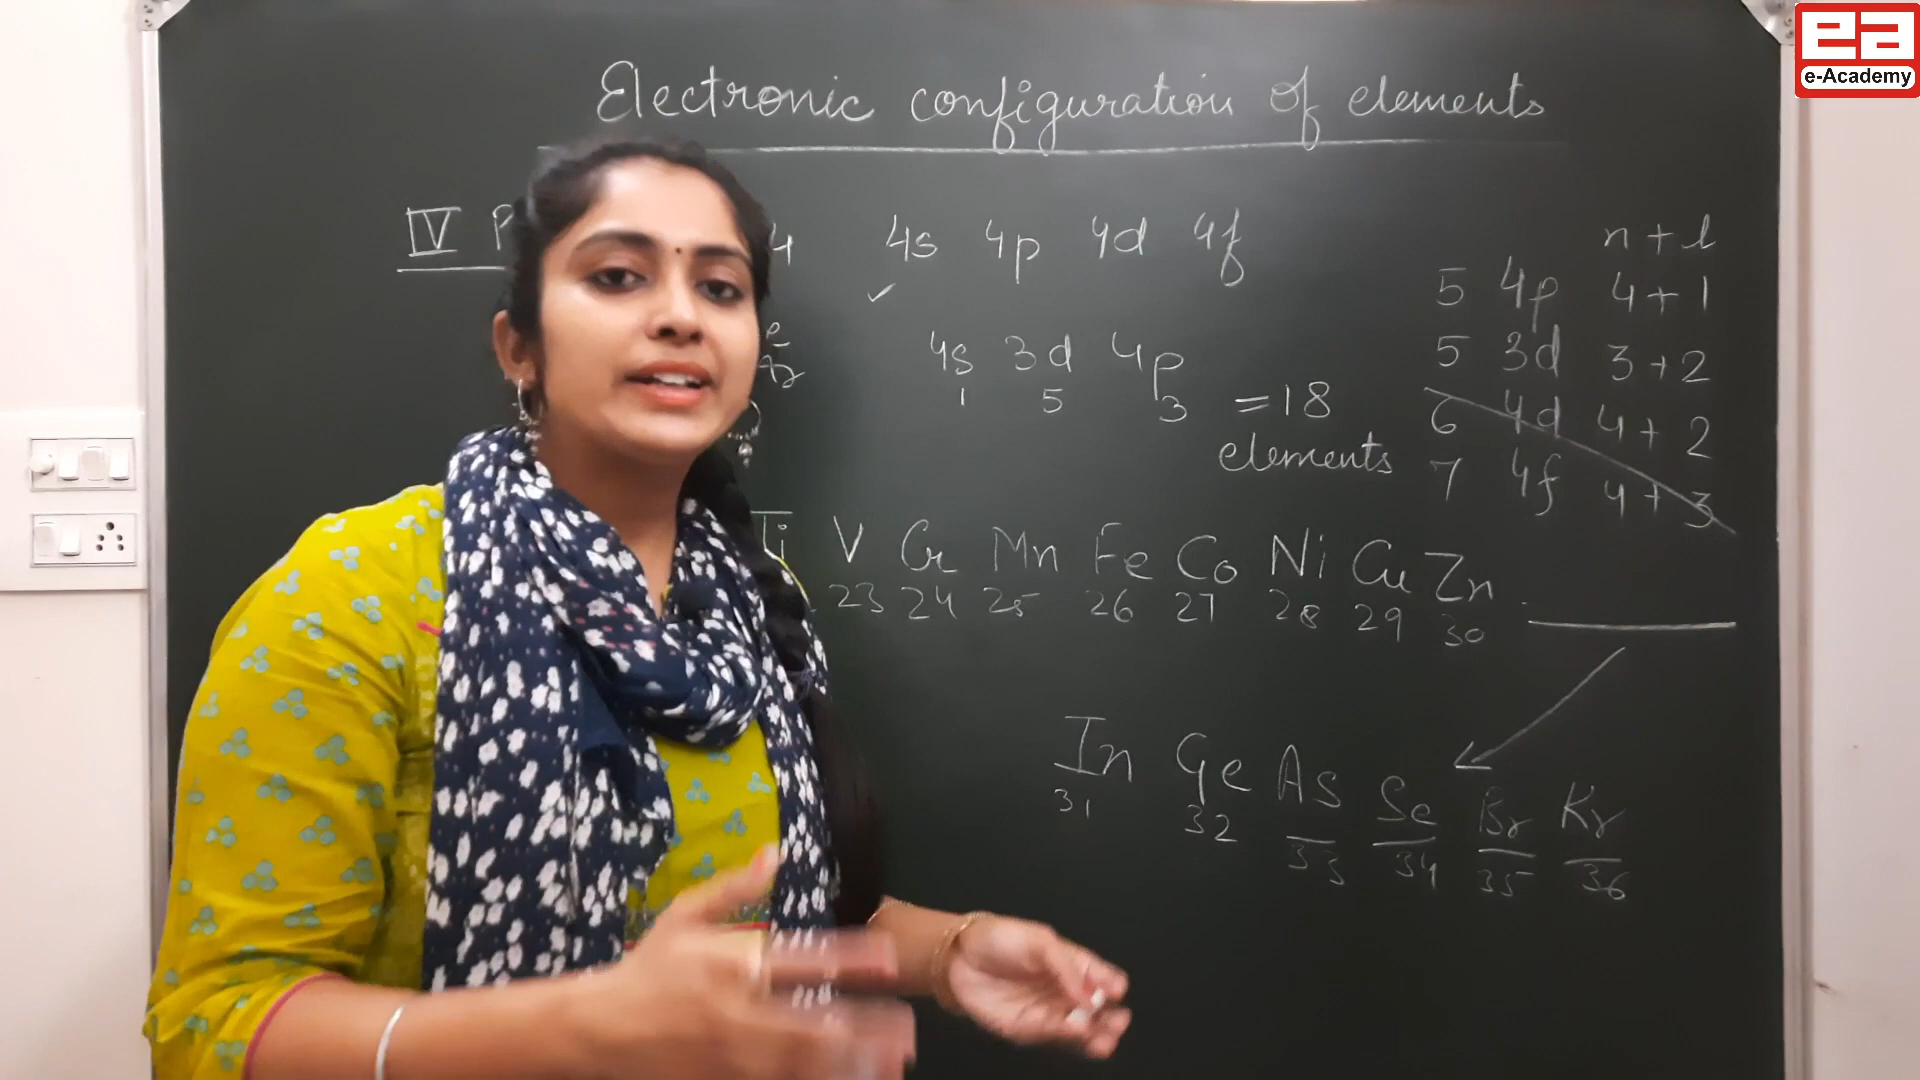 ea
e-Academy
Electronic configuration of elements
IV P
4 4s 4p 4d 4f
✓
n + l
5 4p 4 + 1
5 3d 3 + 2
6 4d 4 + 2
7 4f 4 + 3
4s 3d 4p
1 5 3 = 18
elements
Ti V Cr Mn Fe Co Ni Cu Zn
23 24 25 26 27 28 29 30
In Ge As Se Br Kr
31 32 33 34 35 36